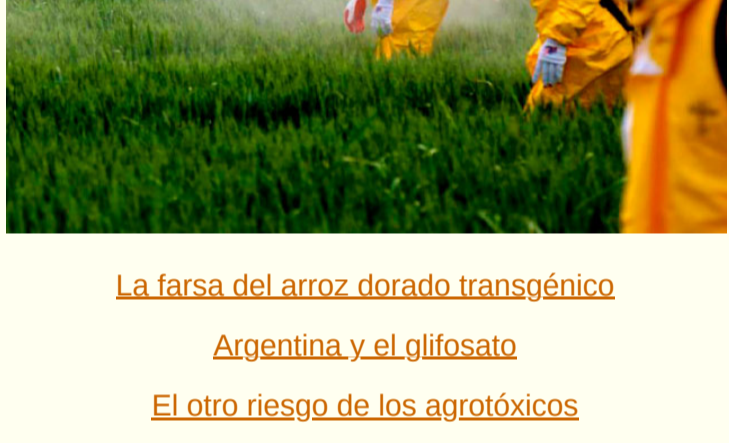 La farsa del arroz dorado transgénico
Argentina y el glifosato
El otro riesgo de los agrotóxicos